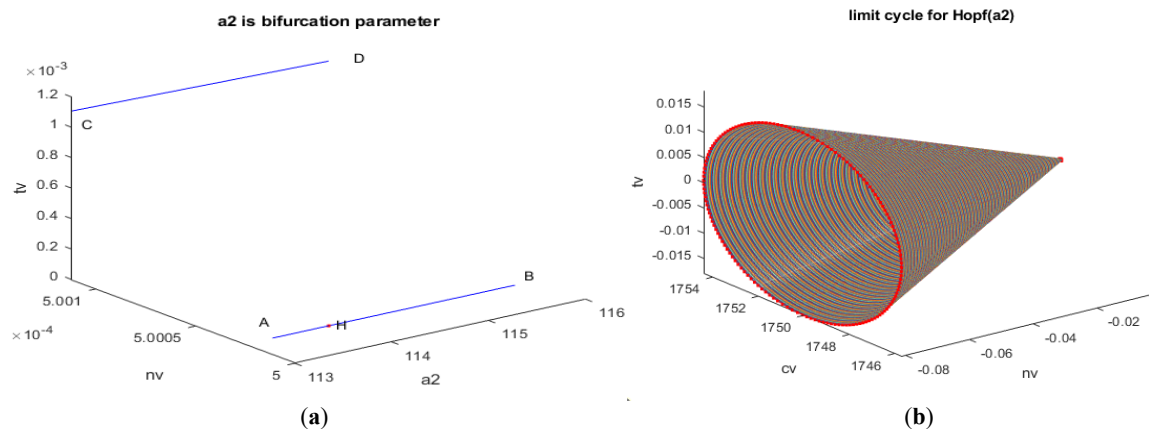 a2 is bifurcation parameter
× 10⁻³
1.2
1
0.8
0.6
0.4
0.2
0
tv
C
D
A
H
B
5.001
5.0005
5
× 10⁻⁴
nv
113
114
115
116
a2
(a)
limit cycle for Hopf(a2)
0.015
0.01
0.005
0
-0.005
-0.01
-0.015
tv
1754
1752
1750
1748
1746
cv
-0.08
-0.06
-0.04
-0.02
nv
(b)